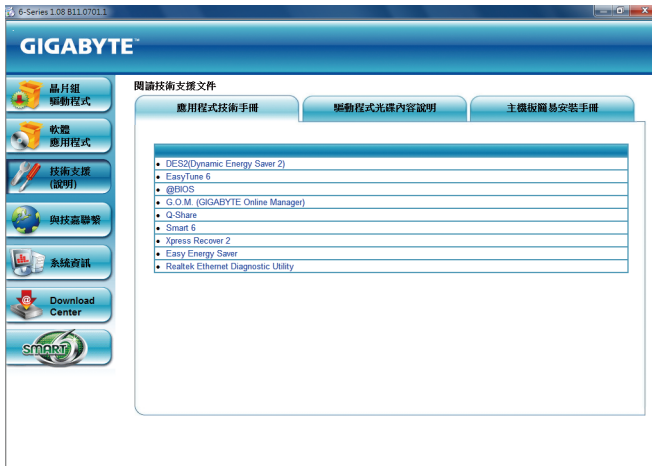 6-Series 1.08 B11.0701.1
GIGABYTE™
晶片組
驅動程式
軟體
應用程式
技術支援
(說明)
與技嘉聯繫
系統資訊
Download
Center
SMART6
閱讀技術支援文件
應用程式技術手冊
驅動程式光碟內容說明
主機板簡易安裝手冊
• DES2(Dynamic Energy Saver 2)
• EasyTune 6
• @BIOS
• G.O.M. (GIGABYTE Online Manager)
• Q-Share
• Smart 6
• Xpress Recover 2
• Easy Energy Saver
• Realtek Ethernet Diagnostic Utility